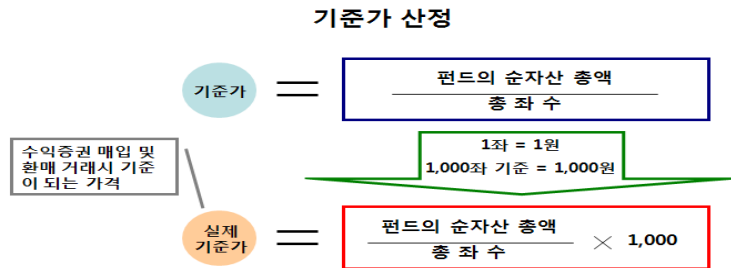 기준가 산정
기준가
펀드의 순자산 총액
총 좌 수
수익증권 매입 및
환매 거래시 기준
이 되는 가격
1좌 = 1원
1,000좌 기준 = 1,000원
실제
기준가
펀드의 순자산 총액
총 좌 수
× 1,000